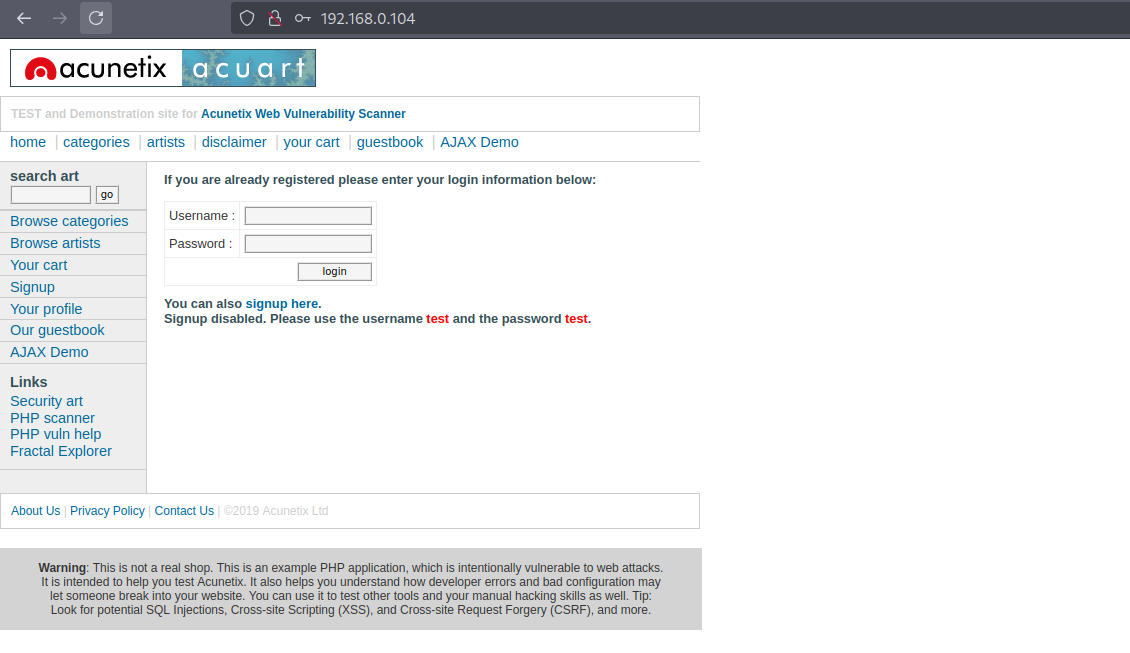 192.168.0.104
acunetix acuart
TEST and Demonstration site for Acunetix Web Vulnerability Scanner
home | categories | artists | disclaimer | your cart | guestbook | AJAX Demo
search art
go
Browse categories
Browse artists
Your cart
Signup
Your profile
Our guestbook
AJAX Demo
Links
Security art
PHP scanner
PHP vuln help
Fractal Explorer
If you are already registered please enter your login information below:
Username :
Password :
login
You can also signup here.
Signup disabled. Please use the username test and the password test.
About Us | Privacy Policy | Contact Us | ©2019 Acunetix Ltd
Warning: This is not a real shop. This is an example PHP application, which is intentionally vulnerable to web attacks.
It is intended to help you test Acunetix. It also helps you understand how developer errors and bad configuration may
let someone break into your website. You can use it to test other tools and your manual hacking skills as well. Tip:
Look for potential SQL Injections, Cross-site Scripting (XSS), and Cross-site Request Forgery (CSRF), and more.